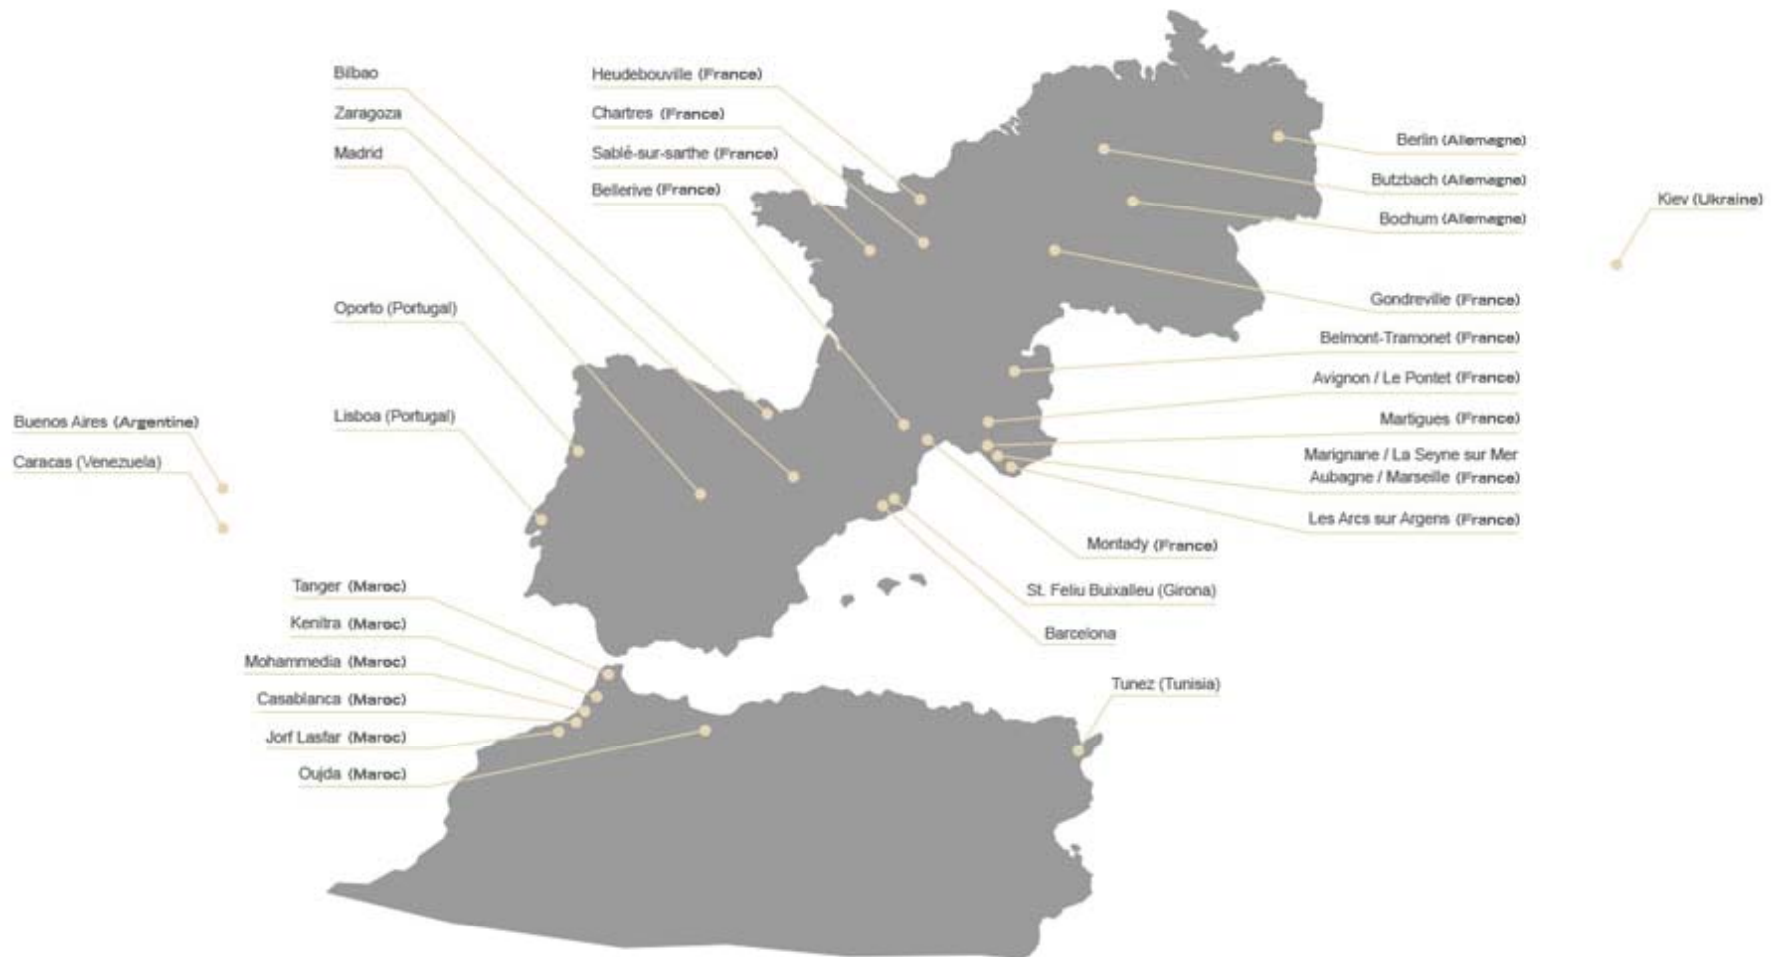 Bilbao
Zaragoza
Madrid
Oporto (Portugal)
Lisboa (Portugal)
Buenos Aires (Argentine)
Caracas (Venezuela)
Heudebouville (France)
Chartres (France)
Sablé-sur-sarthe (France)
Bellerive (France)
Berlin (Allemagne)
Butzbach (Allemagne)
Bochum (Allemagne)
Kiev (Ukraine)
Gondreville (France)
Belmont-Tramonet (France)
Avignon / Le Pontet (France)
Martigues (France)
Marignane / La Seyne sur Mer
Aubagne / Marseille (France)
Les Arcs sur Argens (France)
Montady (France)
St. Feliu Buixalleu (Girona)
Barcelona
Tanger (Maroc)
Kenitra (Maroc)
Mohammedia (Maroc)
Casablanca (Maroc)
Jorf Lasfar (Maroc)
Oujda (Maroc)
Tunez (Tunisia)